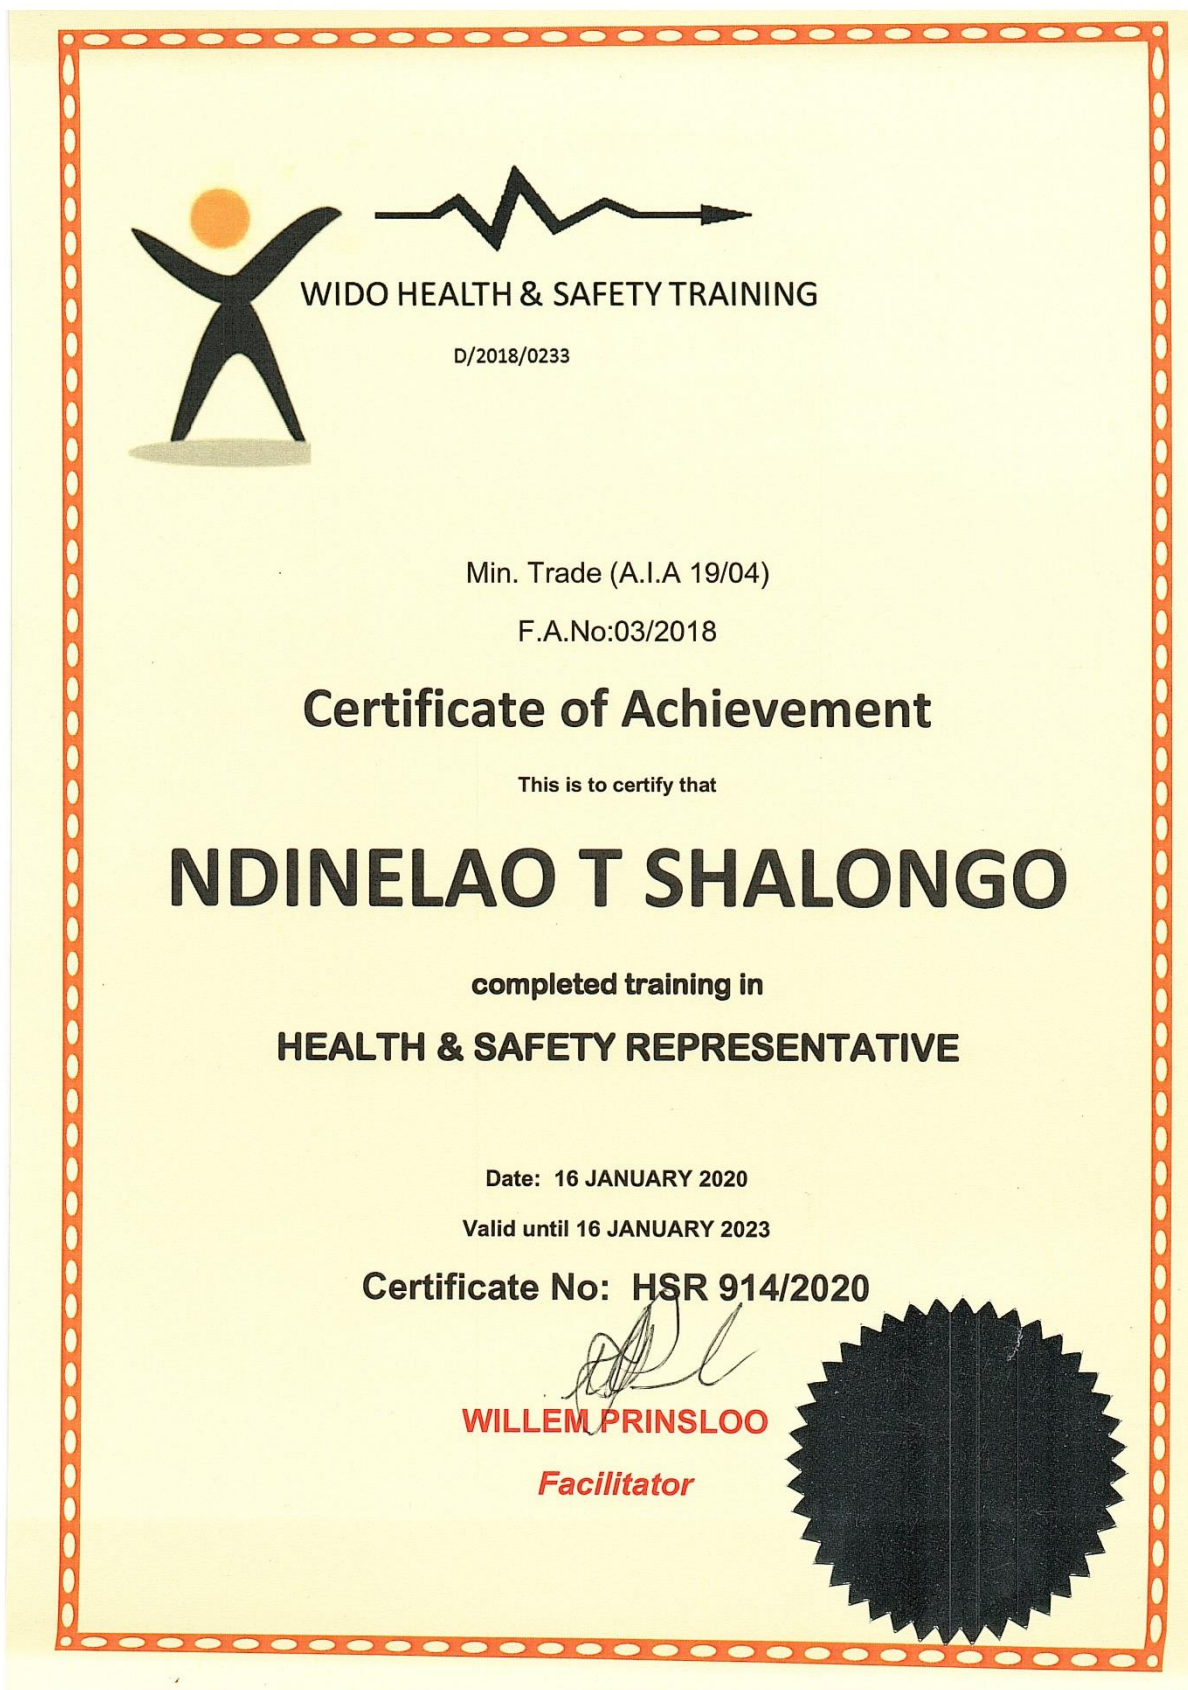 WIDO HEALTH & SAFETY TRAINING
D/2018/0233
Min. Trade (A.I.A 19/04)
F.A.No:03/2018
Certificate of Achievement
This is to certify that
NDINELAO T SHALONGO
completed training in
HEALTH & SAFETY REPRESENTATIVE
Date: 16 JANUARY 2020
Valid until 16 JANUARY 2023
Certificate No: HSR 914/2020
WILLEM PRINSLOO
Facilitator